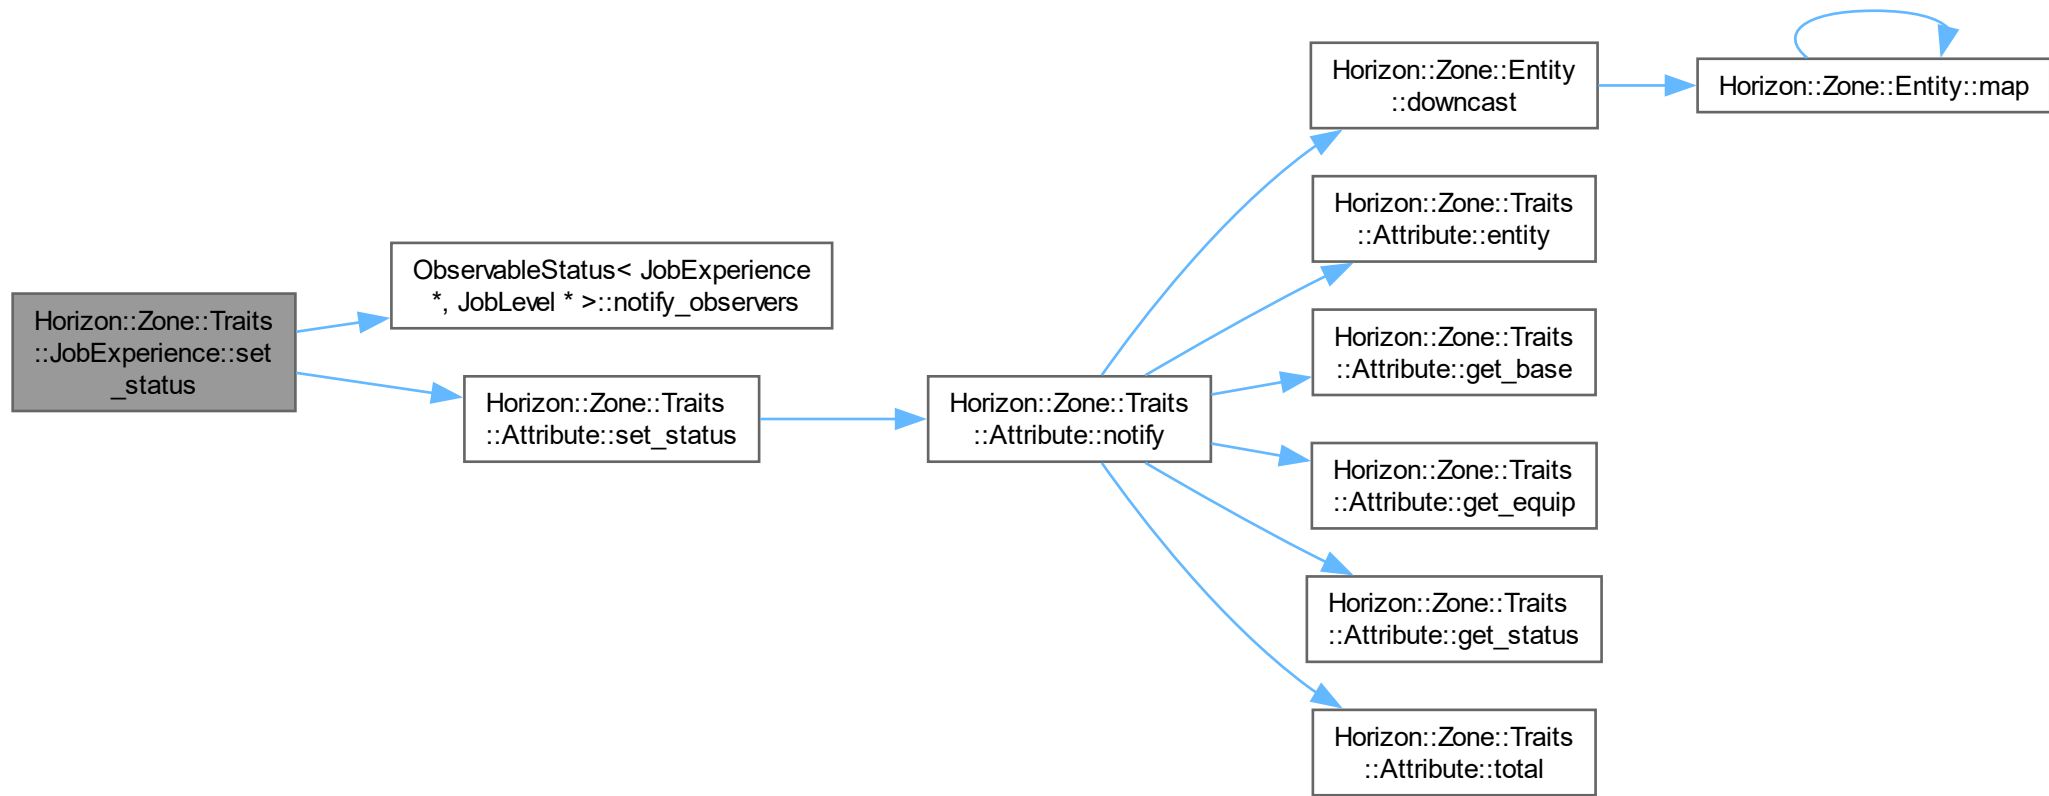 Horizon::Zone::Traits
::JobExperience::set
_status
ObservableStatus< JobExperience
*, JobLevel * >::notify_observers
Horizon::Zone::Traits
::Attribute::set_status
Horizon::Zone::Traits
::Attribute::notify
Horizon::Zone::Entity
::downcast
Horizon::Zone::Entity::map
Horizon::Zone::Traits
::Attribute::entity
Horizon::Zone::Traits
::Attribute::get_base
Horizon::Zone::Traits
::Attribute::get_equip
Horizon::Zone::Traits
::Attribute::get_status
Horizon::Zone::Traits
::Attribute::total